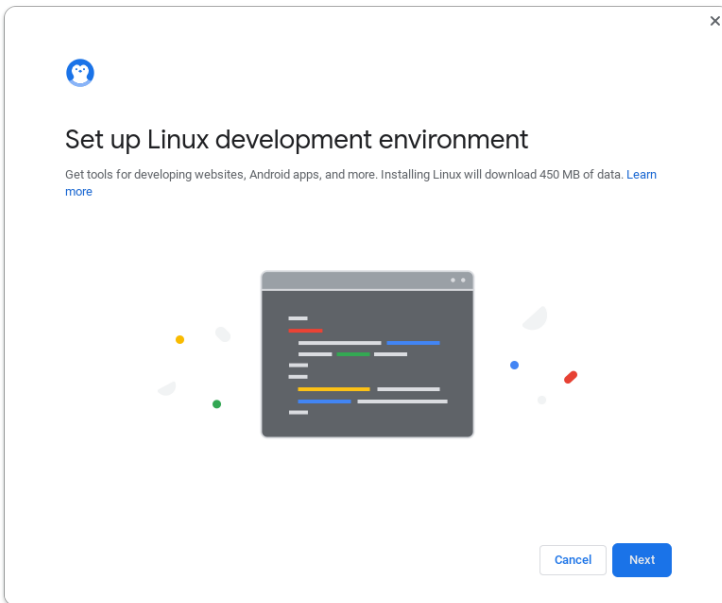 Set up Linux development environment
Get tools for developing websites, Android apps, and more. Installing Linux will download 450 MB of data. Learn
more
Cancel
Next